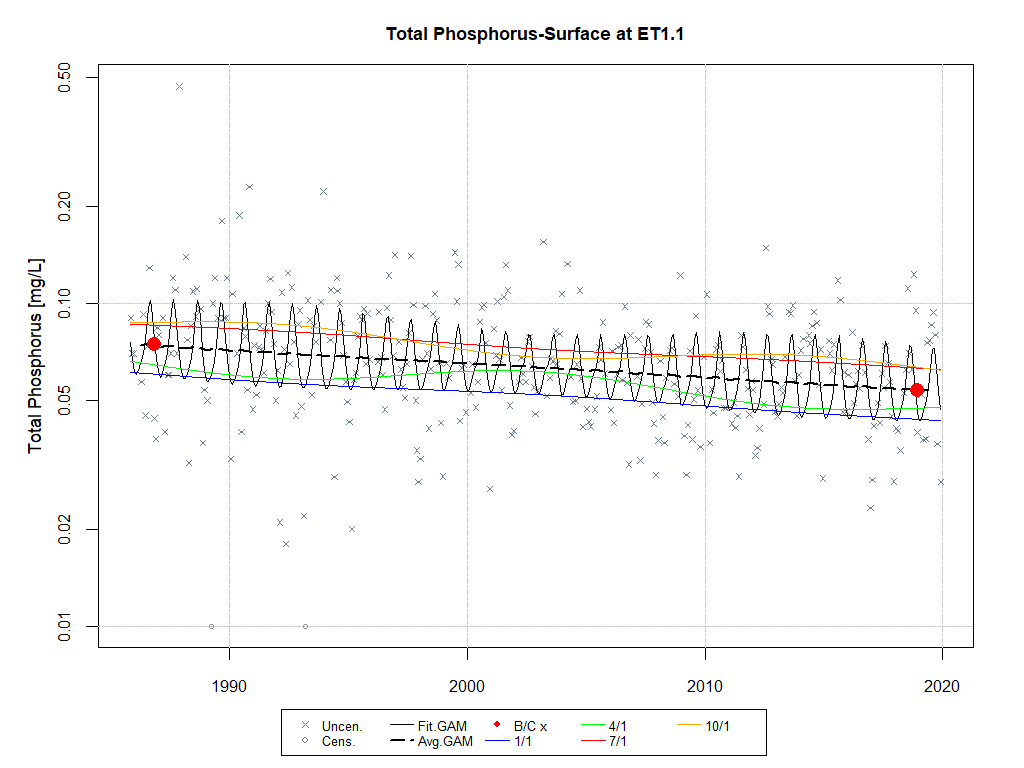 Total Phosphorus-Surface at ET1.1
Total Phosphorus [mg/L]
0.50
0.20
0.10
0.05
0.02
0.01
1990 2000 2010 2020
Uncen. Fit.GAM B/C x 4/1 10/1
Cens. Avg.GAM 1/1 7/1